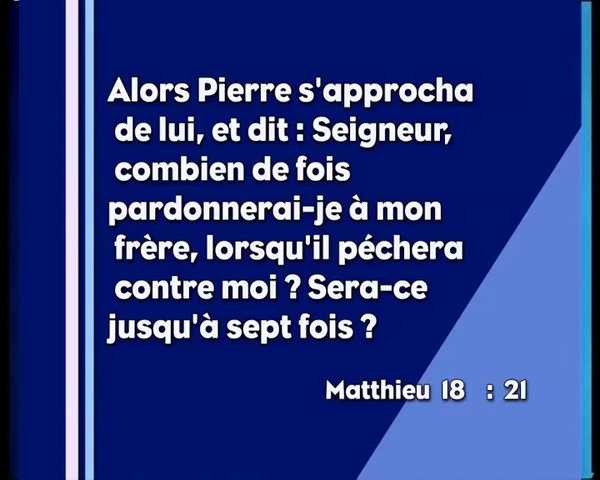 Alors Pierre s'approcha
de lui, et dit : Seigneur,
combien de fois
pardonnerai-je à mon
frère, lorsqu'il péchera
contre moi ? Sera-ce
jusqu'à sept fois ?
Matthieu 18 : 21